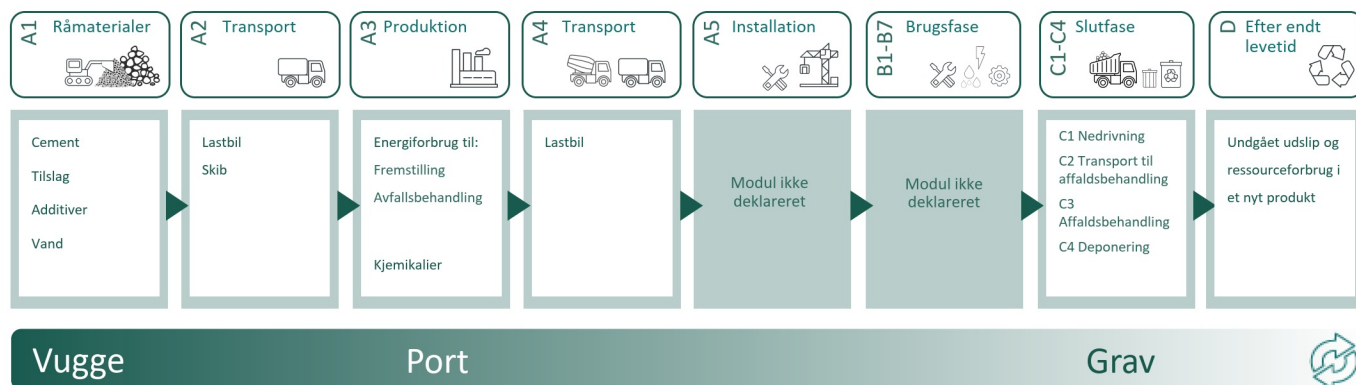 A1 Råmaterialer
A2 Transport
A3 Produktion
A4 Transport
A5 Installation
B1-B7 Brugsfase
C1-C4 Slutfase
D Efter endt
levetid
Cement
Tilslag
Additiver
Vand
Lastbil
Skib
Energiforbrug til:
Fremstilling
Avfallsbehandling
Kjemikalier
Lastbil
Modul ikke
deklareret
Modul ikke
deklareret
C1 Nedrivning
C2 Transport til
affaldsbehandling
C3
Affaldsbehandling
C4 Deponering
Undgået udslip og
ressourceforbrug i
et nyt produkt
Vugge
Port
Grav